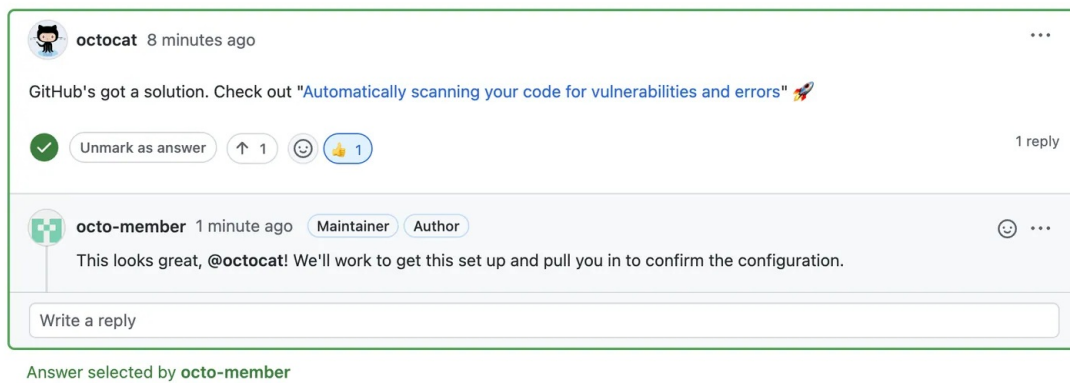 octocat 8 minutes ago
GitHub's got a solution. Check out "Automatically scanning your code for vulnerabilities and errors" 🚀
Unmark as answer ↑ 1 👍 1 1 reply
octo-member 1 minute ago Maintainer Author
This looks great, @octocat! We'll work to get this set up and pull you in to confirm the configuration.
Write a reply
Answer selected by octo-member